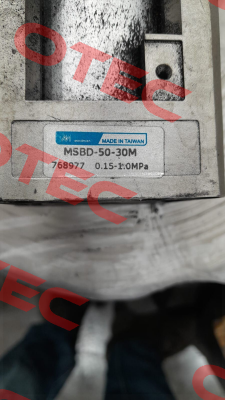 MADE IN TAIWAN
MSBD-50-30M
768977 0.15-1.0MPa
OTEC
OTEC
OTEC